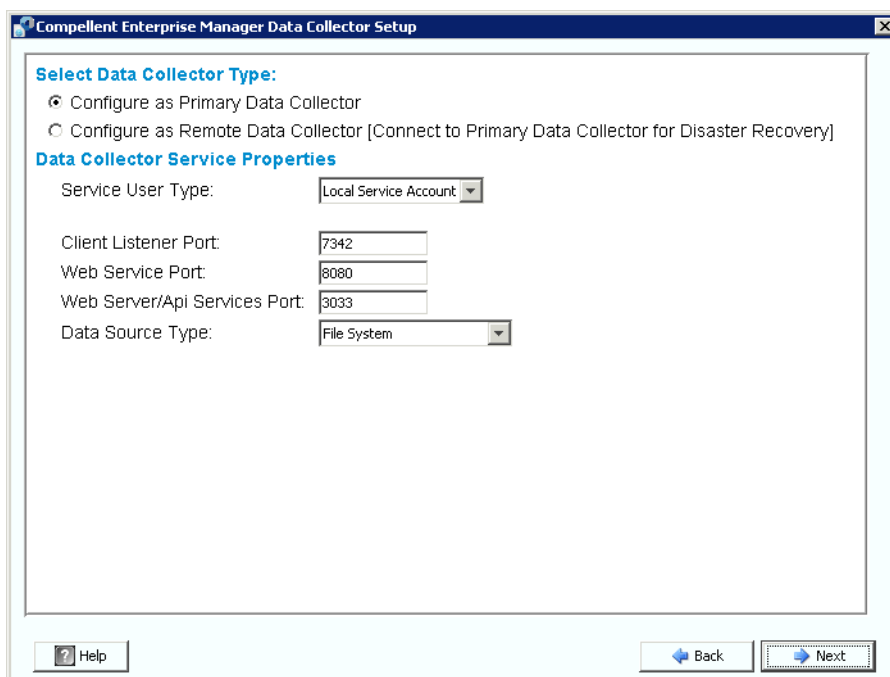 Compellent Enterprise Manager Data Collector Setup
Select Data Collector Type:
Configure as Primary Data Collector
Configure as Remote Data Collector [Connect to Primary Data Collector for Disaster Recovery]
Data Collector Service Properties
Service User Type: Local Service Account
Client Listener Port: 7342
Web Service Port: 8080
Web Server/Api Services Port: 3033
Data Source Type: File System
? Help Back Next